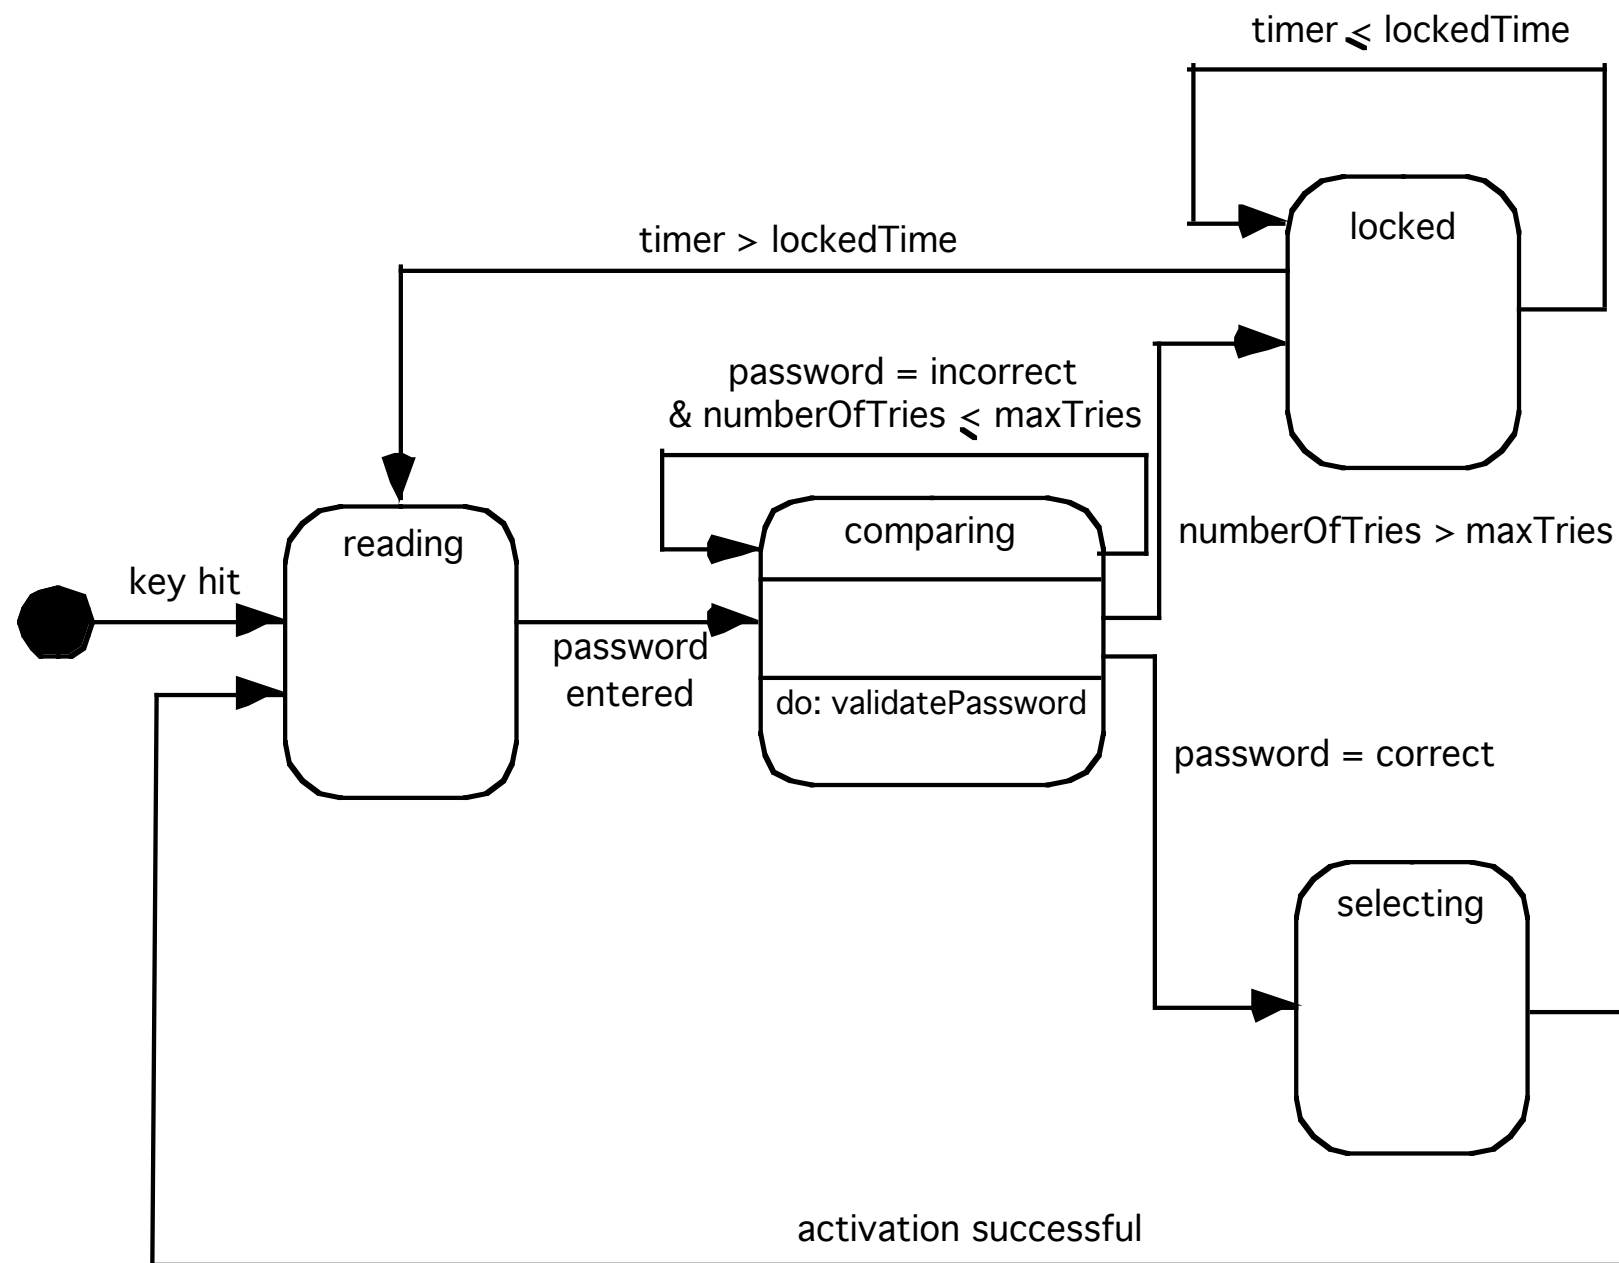 timer ≤ lockedTime
locked
timer > lockedTime
password = incorrect
& numberOfTries ≤ maxTries
comparing
numberOfTries > maxTries
reading
key hit
password
entered
do: validatePassword
password = correct
selecting
activation successful